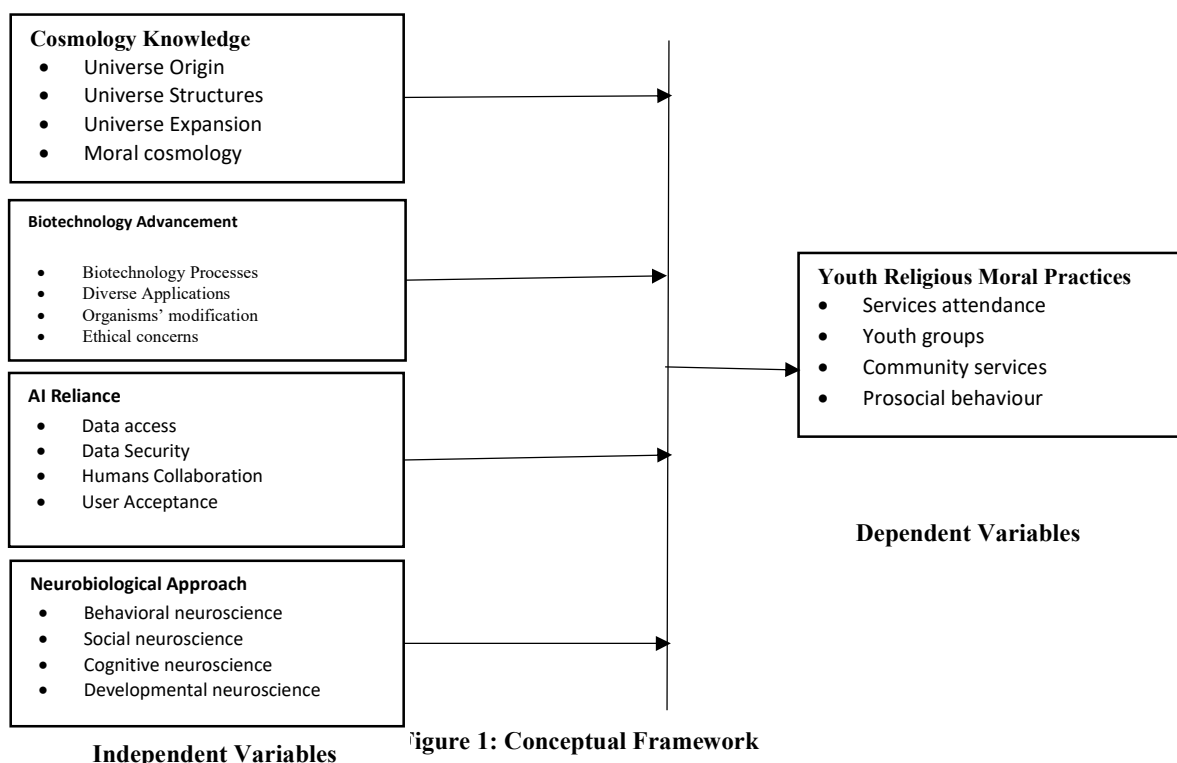 Cosmology Knowledge
• Universe Origin
• Universe Structures
• Universe Expansion
• Moral cosmology
Biotechnology Advancement
• Biotechnology Processes
• Diverse Applications
• Organisms’ modification
• Ethical concerns
AI Reliance
• Data access
• Data Security
• Humans Collaboration
• User Acceptance
Neurobiological Approach
• Behavioral neuroscience
• Social neuroscience
• Cognitive neuroscience
• Developmental neuroscience
Independent Variables
Youth Religious Moral Practices
• Services attendance
• Youth groups
• Community services
• Prosocial behaviour
Dependent Variables
Figure 1: Conceptual Framework